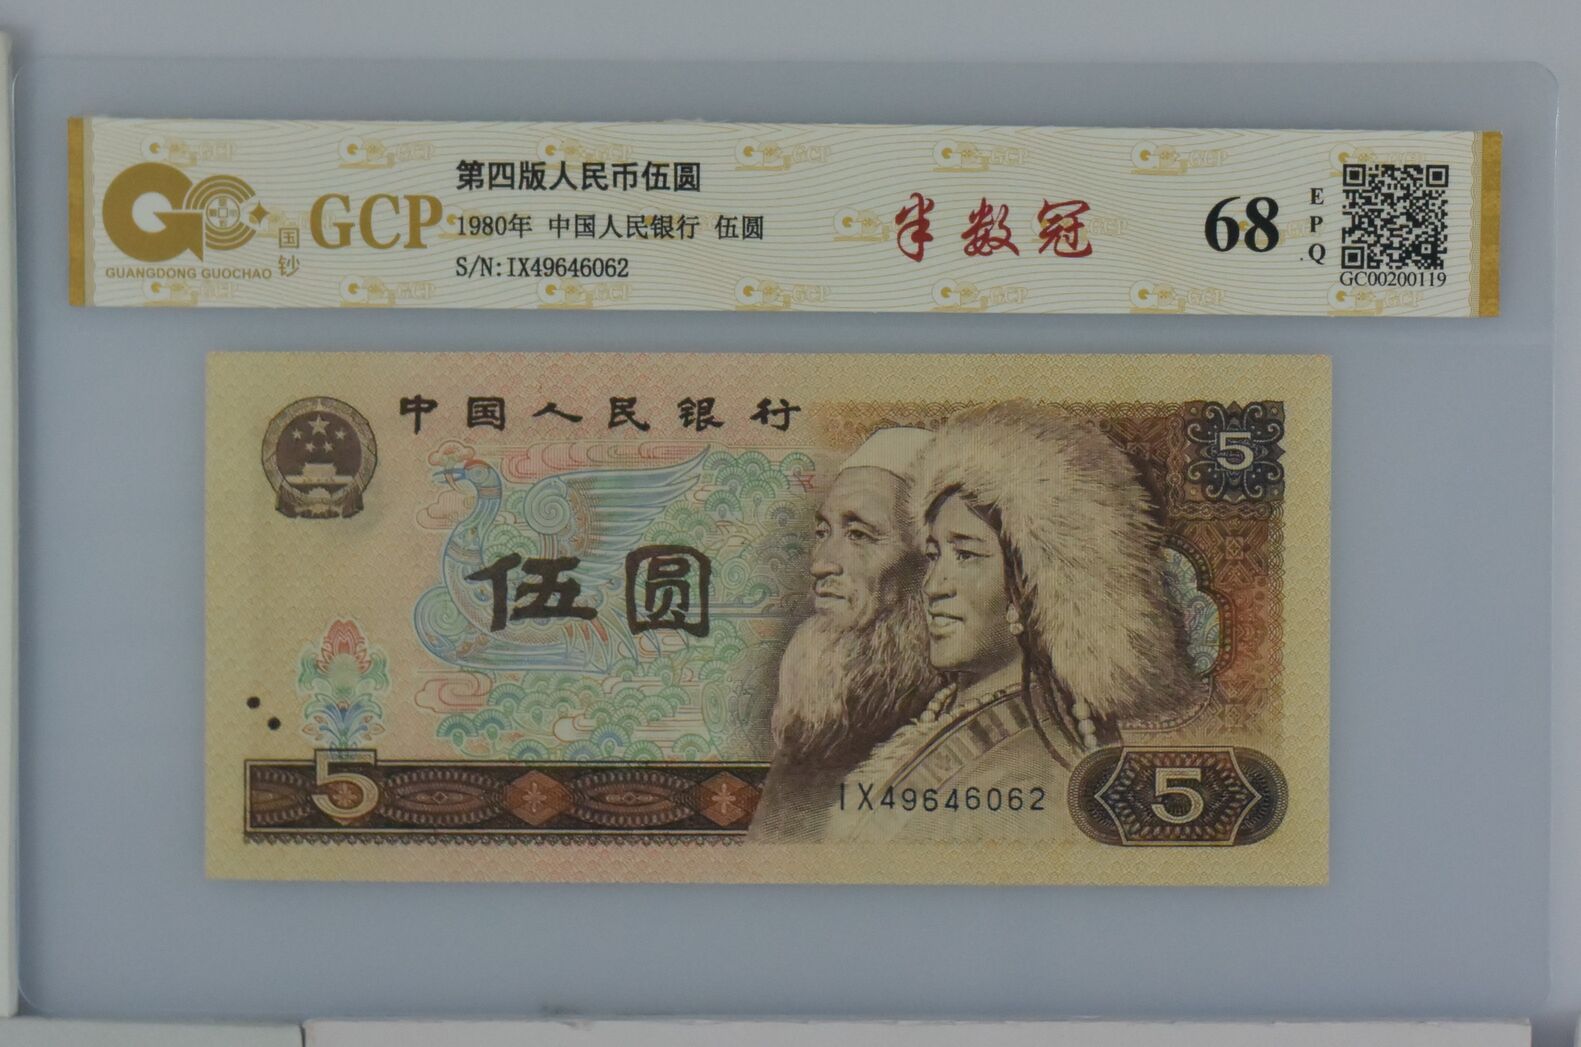 GCP
国钞
GUANGDONG GUOCHAO
第四版人民币伍圆
1980年 中国人民银行 伍圆
S/N:IX49646062
半数冠
68
EPQ
GC00200119
中国人民银行
5
伍圆
5
IX49646062
5